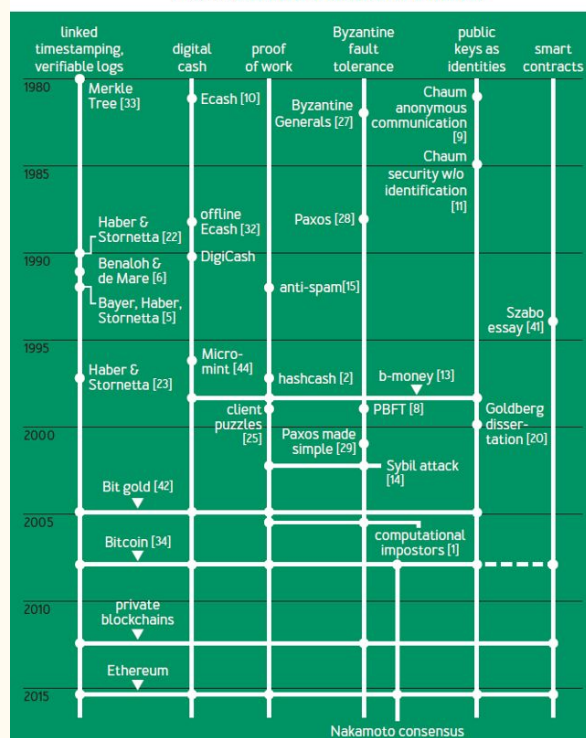 linked
timestamping,
verifiable logs
digital
cash
proof
of work
Byzantine
fault
tolerance
public
keys as
identities
smart
contracts
1980
Merkle
Tree [33]
Ecash [10]
Byzantine
Generals [27]
Chaum
anonymous
communication
[9]
1985
Chaum
security w/o
identification
[11]
offline
Ecash [32]
Paxos [28]
Haber &
Stornetta [22]
1990
DigiCash
Benaloh &
de Mare [6]
anti-spam[15]
Bayer, Haber,
Stornetta [5]
Szabo
essay [41]
1995
Micro-
mint [44]
Haber &
Stornetta [23]
hashcash [2]
b-money [13]
client
puzzles
[25]
PBFT [8]
Goldberg
disser-
tation [20]
2000
Paxos made
simple [29]
Sybil attack
[14]
Bit gold [42]
2005
computational
impostors [1]
Bitcoin [34]
2010
private
blockchains
Ethereum
2015
Nakamoto consensus